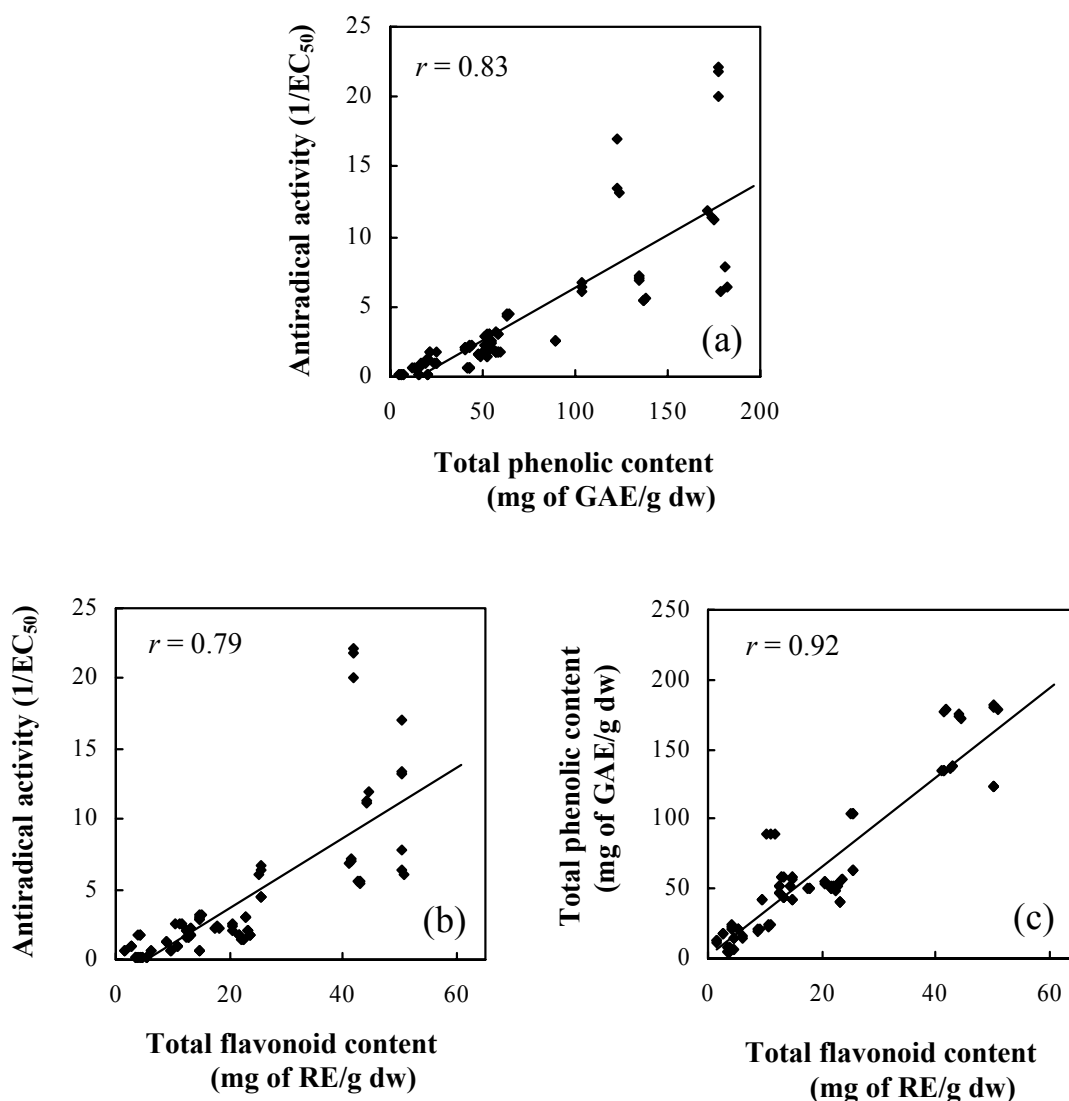 r = 0.83
Antiradical activity (1/EC₅₀)
25
20
15
10
5
0
0 50 100 150 200
(a)
Total phenolic content
(mg of GAE/g dw)
r = 0.79
Antiradical activity (1/EC₅₀)
25
20
15
10
5
0
0 20 40 60
(b)
Total flavonoid content
(mg of RE/g dw)
r = 0.92
Total phenolic content
(mg of GAE/g dw)
250
200
150
100
50
0
0 20 40 60
(c)
Total flavonoid content
(mg of RE/g dw)